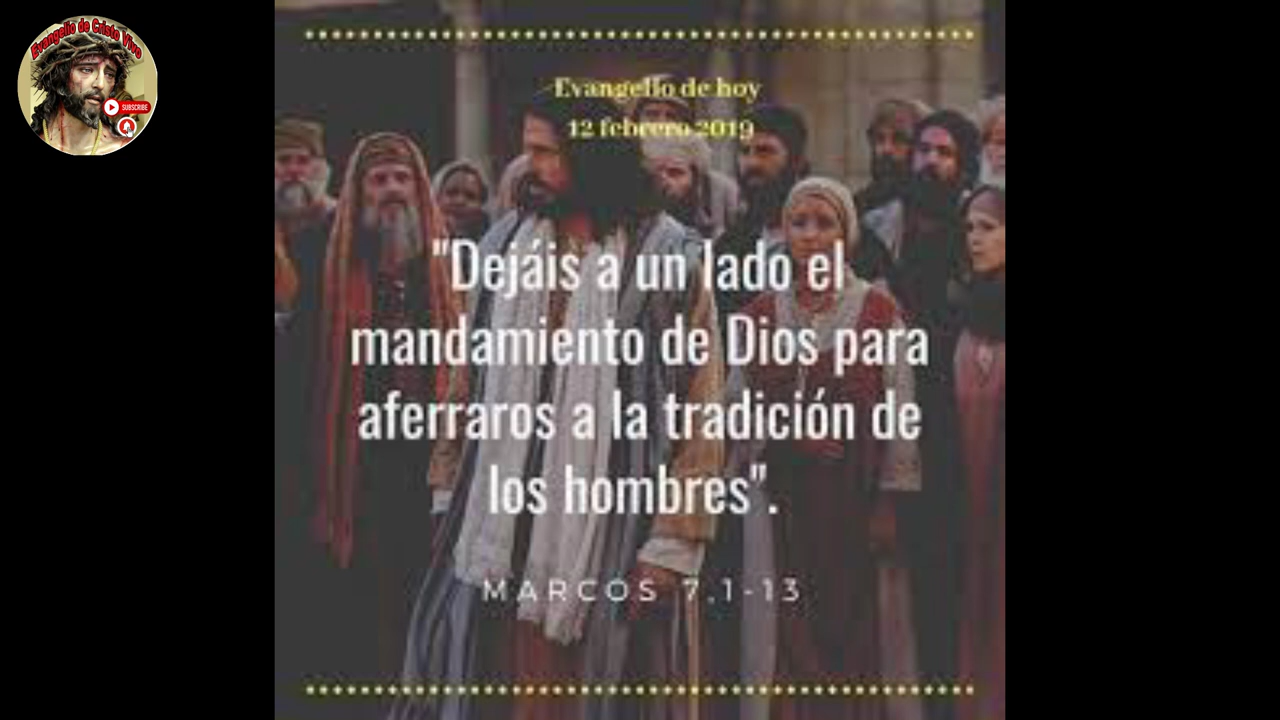 Evangelio de Cristo Vivo
SUBSCRIBE
Evangelio de hoy
12 febrero 2019
"Dejáis a un lado el
mandamiento de Dios para
aferraros a la tradición de
los hombres".
MARCOS 7.1-13